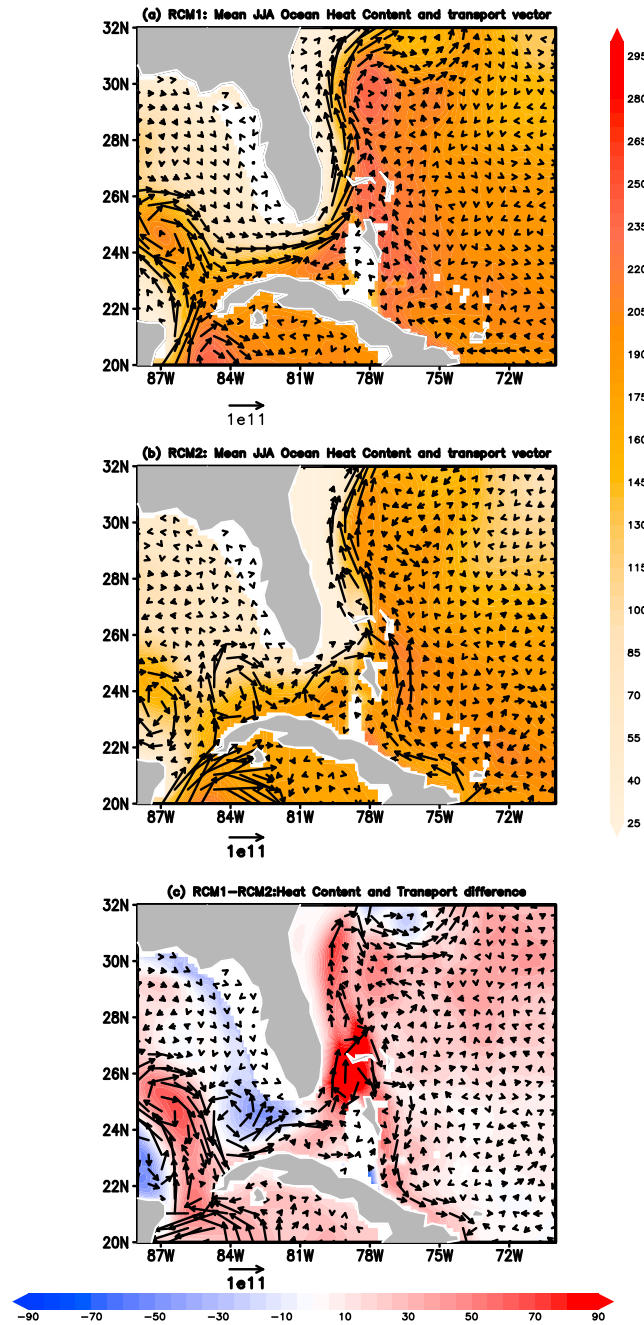 (a) RCM1: Mean JJA Ocean Heat Content and transport vector
32N
30N
28N
26N
24N
22N
20N
87W 84W 81W 78W 75W 72W
1e11
295
280
265
250
235
220
205
190
175
160
145
130
115
100
85
70
55
40
25
(b) RCM2: Mean JJA Ocean Heat Content and transport vector
32N
30N
28N
26N
24N
22N
20N
87W 84W 81W 78W 75W 72W
1e11
(c) RCM1−RCM2:Heat Content and Transport difference
32N
30N
28N
26N
24N
22N
20N
87W 84W 81W 78W 75W 72W
1e11
−90 −70 −50 −30 −10 10 30 50 70 90